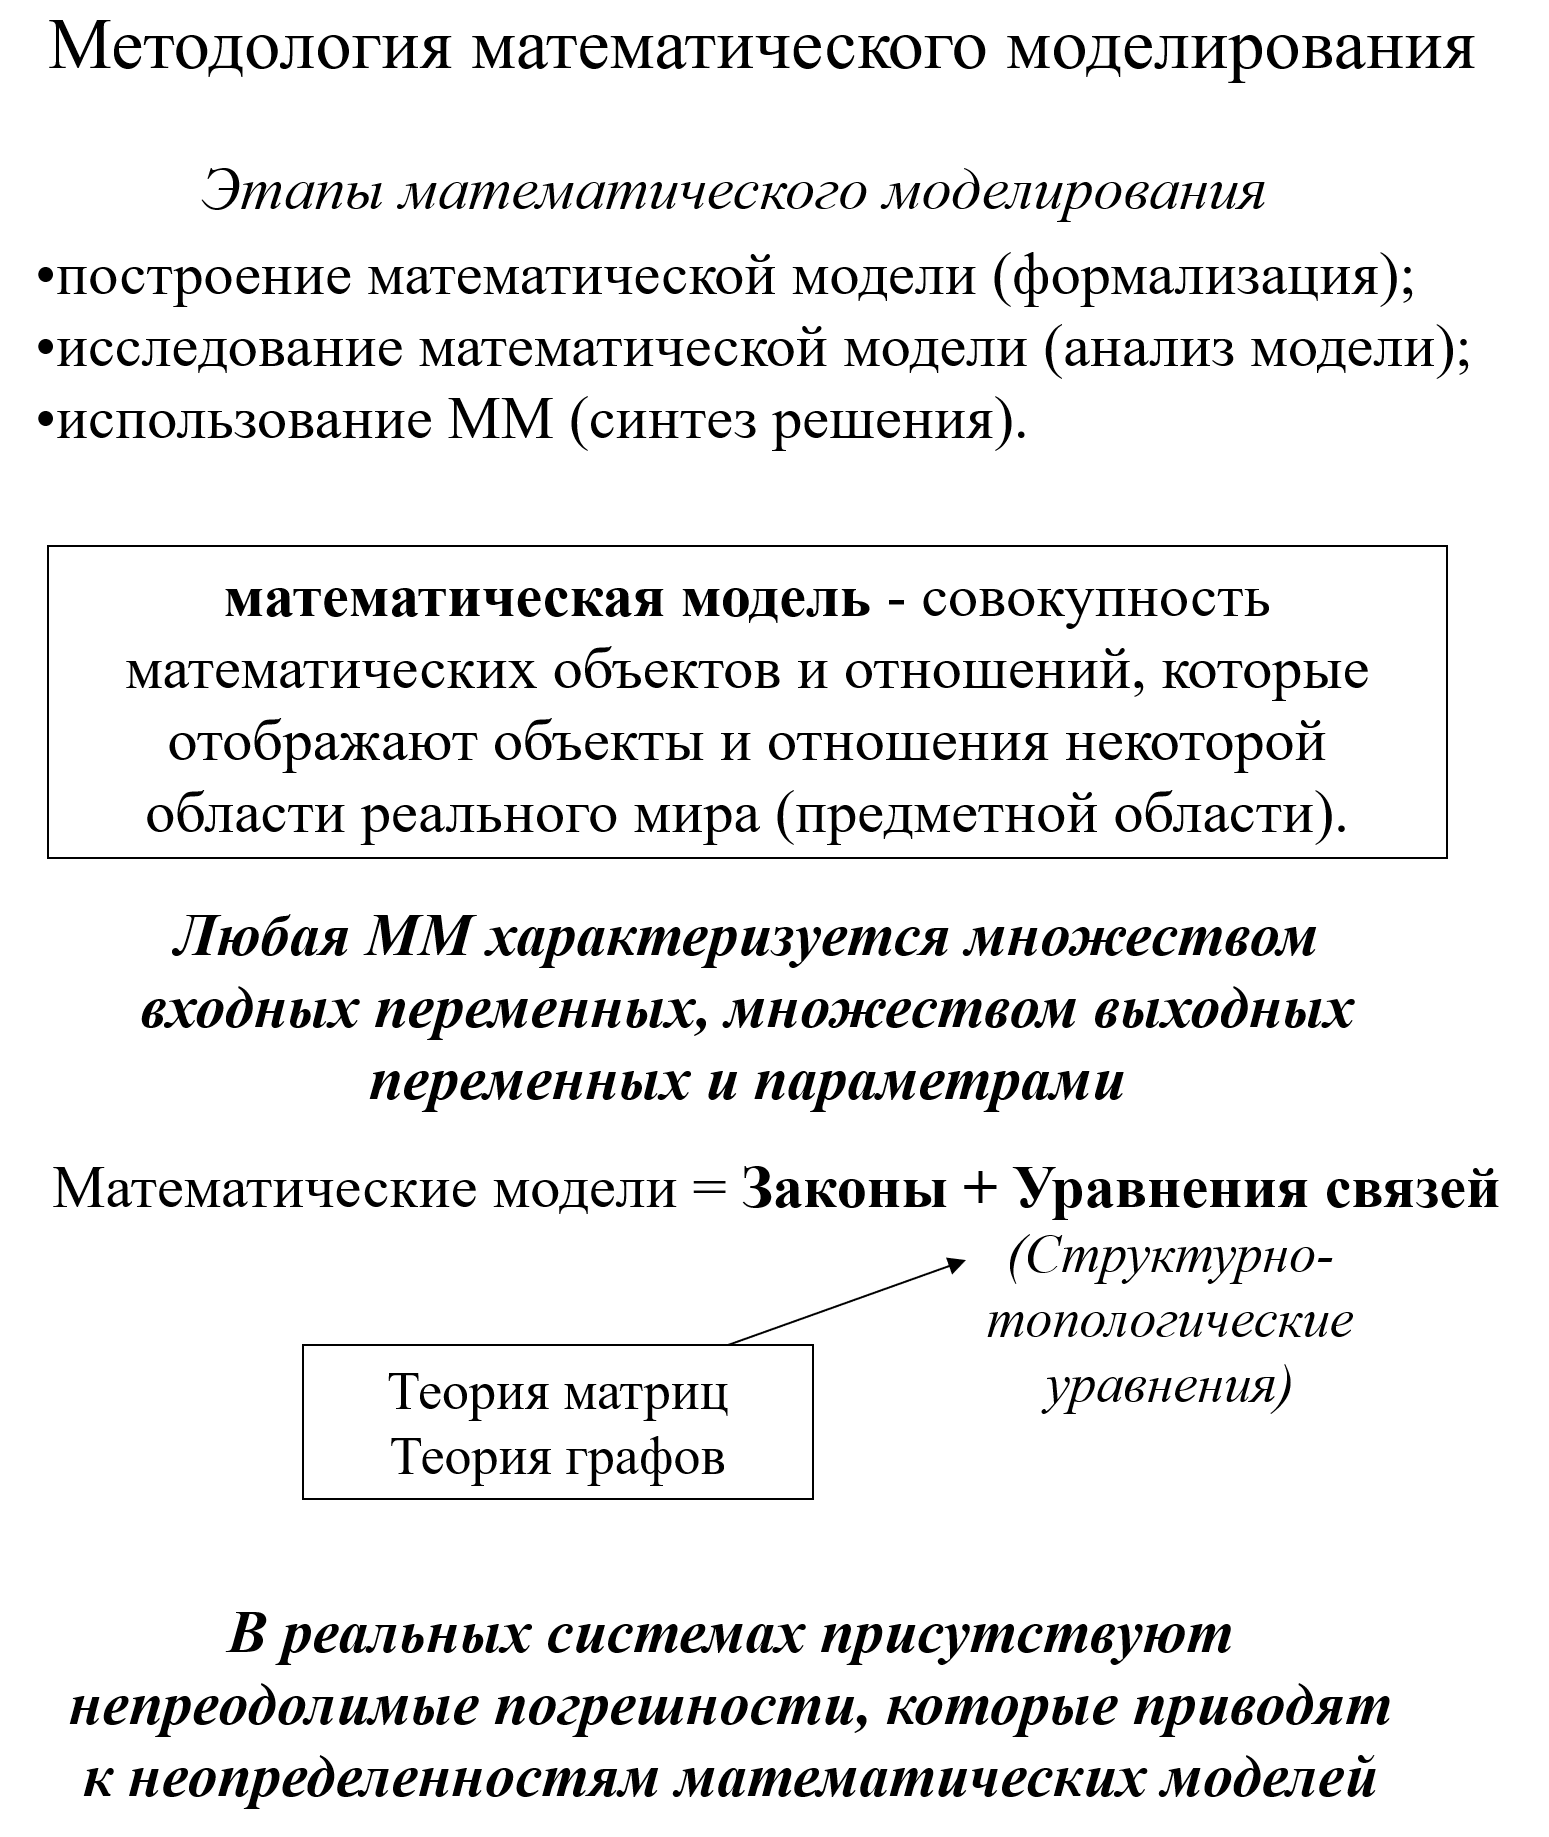 Методология математического моделирования
Этапы математического моделирования
•построение математической модели (формализация);
•исследование математической модели (анализ модели);
•использование ММ (синтез решения).
математическая модель - совокупность
математических объектов и отношений, которые
отображают объекты и отношения некоторой
области реального мира (предметной области).
Любая ММ характеризуется множеством
входных переменных, множеством выходных
переменных и параметрами
Математические модели = Законы + Уравнения связей
(Структурно-
топологические
уравнения)
Теория матриц
Теория графов
В реальных системах присутствуют
непреодолимые погрешности, которые приводят
к неопределенностям математических моделей